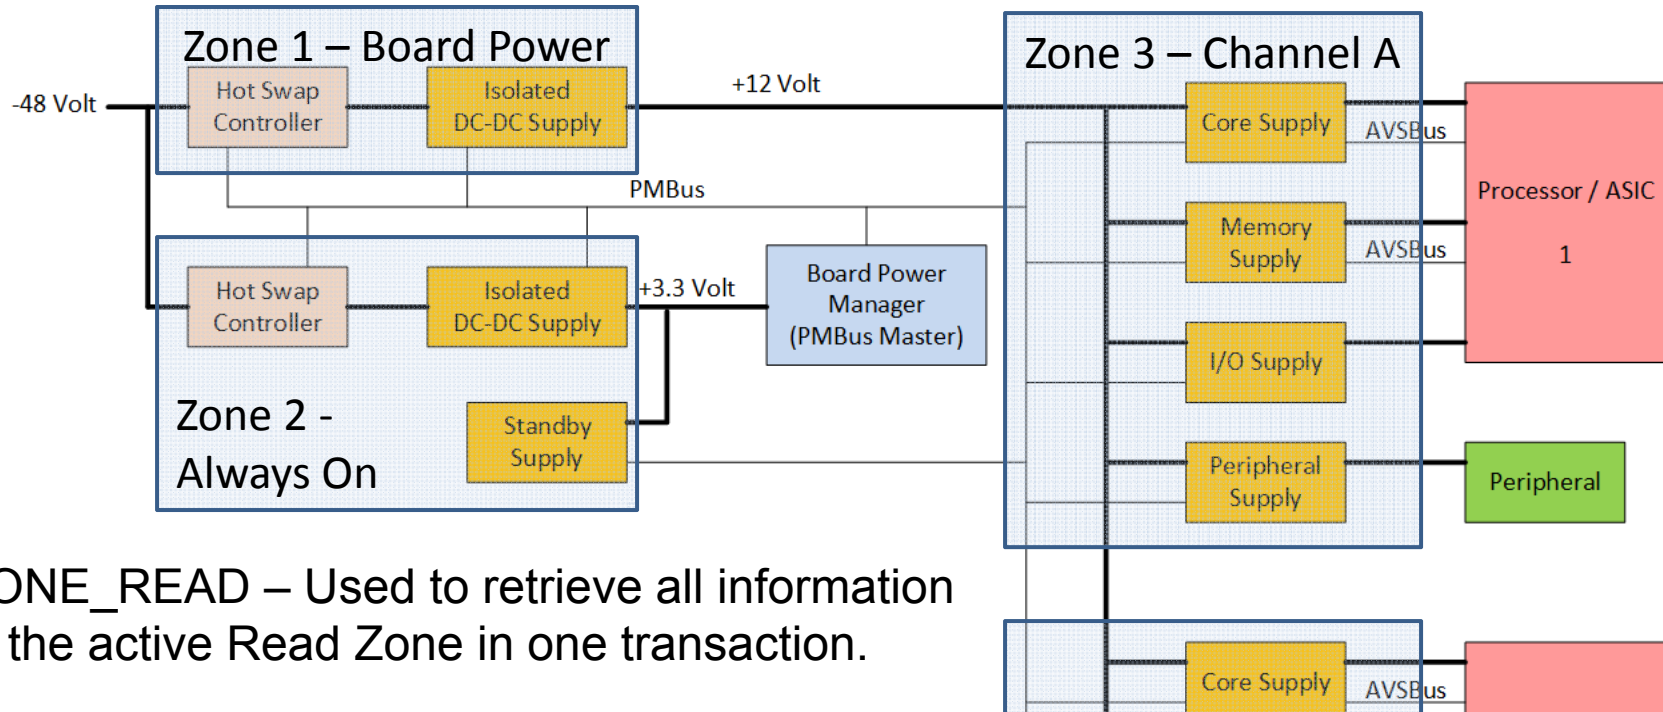 Zone 1 – Board Power
Hot Swap
Controller
Isolated
DC-DC Supply
-48 Volt
+12 Volt
PMBus
Zone 2 -
Always On
Hot Swap
Controller
Isolated
DC-DC Supply
+3.3 Volt
Standby
Supply
Board Power
Manager
(PMBus Master)
Zone 3 – Channel A
Core Supply
AVSBus
Memory
Supply
AVSBus
I/O Supply
Peripheral
Supply
Processor / ASIC
1
Peripheral
ONE_READ – Used to retrieve all information
the active Read Zone in one transaction.
Core Supply
AVSBus